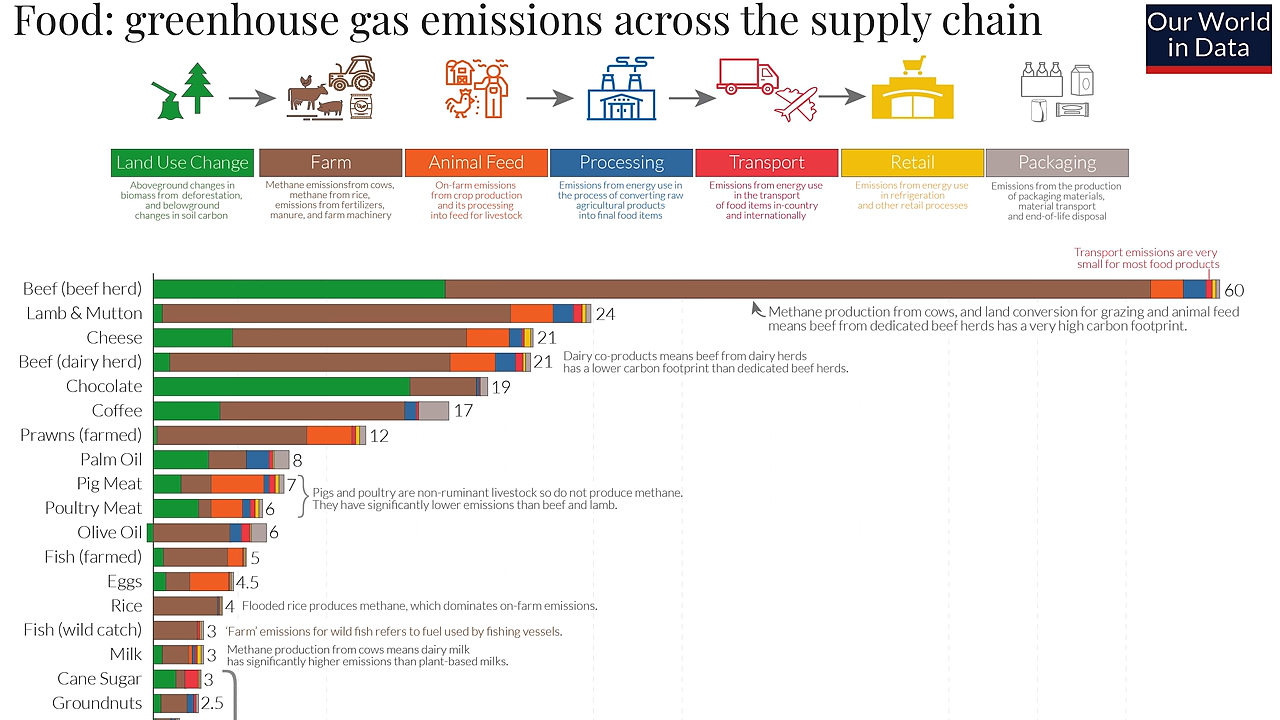 Food: greenhouse gas emissions across the supply chain
Our World
in Data
Land Use Change
Farm
Animal Feed
Processing
Transport
Retail
Packaging
Aboveground changes in
biomass from deforestation,
and belowground
changes in soil carbon
Methane emissionsfrom cows,
methane from rice,
emissions from fertilizers,
manure, and farm machinery
On-farm emissions
from crop production
and its processing
into feed for livestock
Emissions from energy use in
the process of converting raw
agricultural products
into final food items
Emissions from energy use
in the transport
of food items in-country
and internationally
Emissions from energy use
in refrigeration
and other retail processes
Emissions from the production
of packaging materials,
material transport
and end-of-life disposal
Transport emissions are very
small for most food products
Beef (beef herd) 60
Methane production from cows, and land conversion for grazing and animal feed
means beef from dedicated beef herds has a very high carbon footprint.
Lamb & Mutton 24
Cheese 21
Beef (dairy herd) 21
Dairy co-products means beef from dairy herds
has a lower carbon footprint than dedicated beef herds.
Chocolate 19
Coffee 17
Prawns (farmed) 12
Palm Oil 8
Pig Meat 7
Pigs and poultry are non-ruminant livestock so do not produce methane.
They have significantly lower emissions than beef and lamb.
Poultry Meat 6
Olive Oil 6
Fish (farmed) 5
Eggs 4.5
Rice 4 Flooded rice produces methane, which dominates on-farm emissions.
Fish (wild catch) 3 'Farm' emissions for wild fish refers to fuel used by fishing vessels.
Milk 3
Methane production from cows means dairy milk
has significantly higher emissions than plant-based milks.
Cane Sugar 3
Groundnuts 2.5